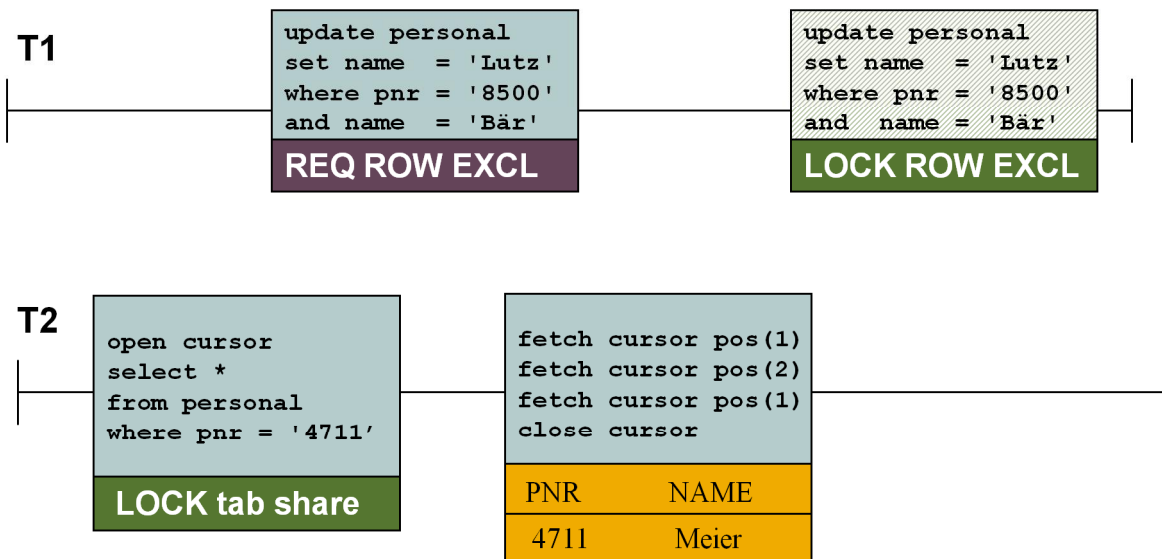 T1
update personal
set name = 'Lutz'
where pnr = '8500'
and name = 'Bär'
REQ ROW EXCL
update personal
set name = 'Lutz'
where pnr = '8500'
and name = 'Bär'
LOCK ROW EXCL
T2
open cursor
select *
from personal
where pnr = '4711’
LOCK tab share
fetch cursor pos(1)
fetch cursor pos(2)
fetch cursor pos(1)
close cursor
PNR NAME
4711 Meier